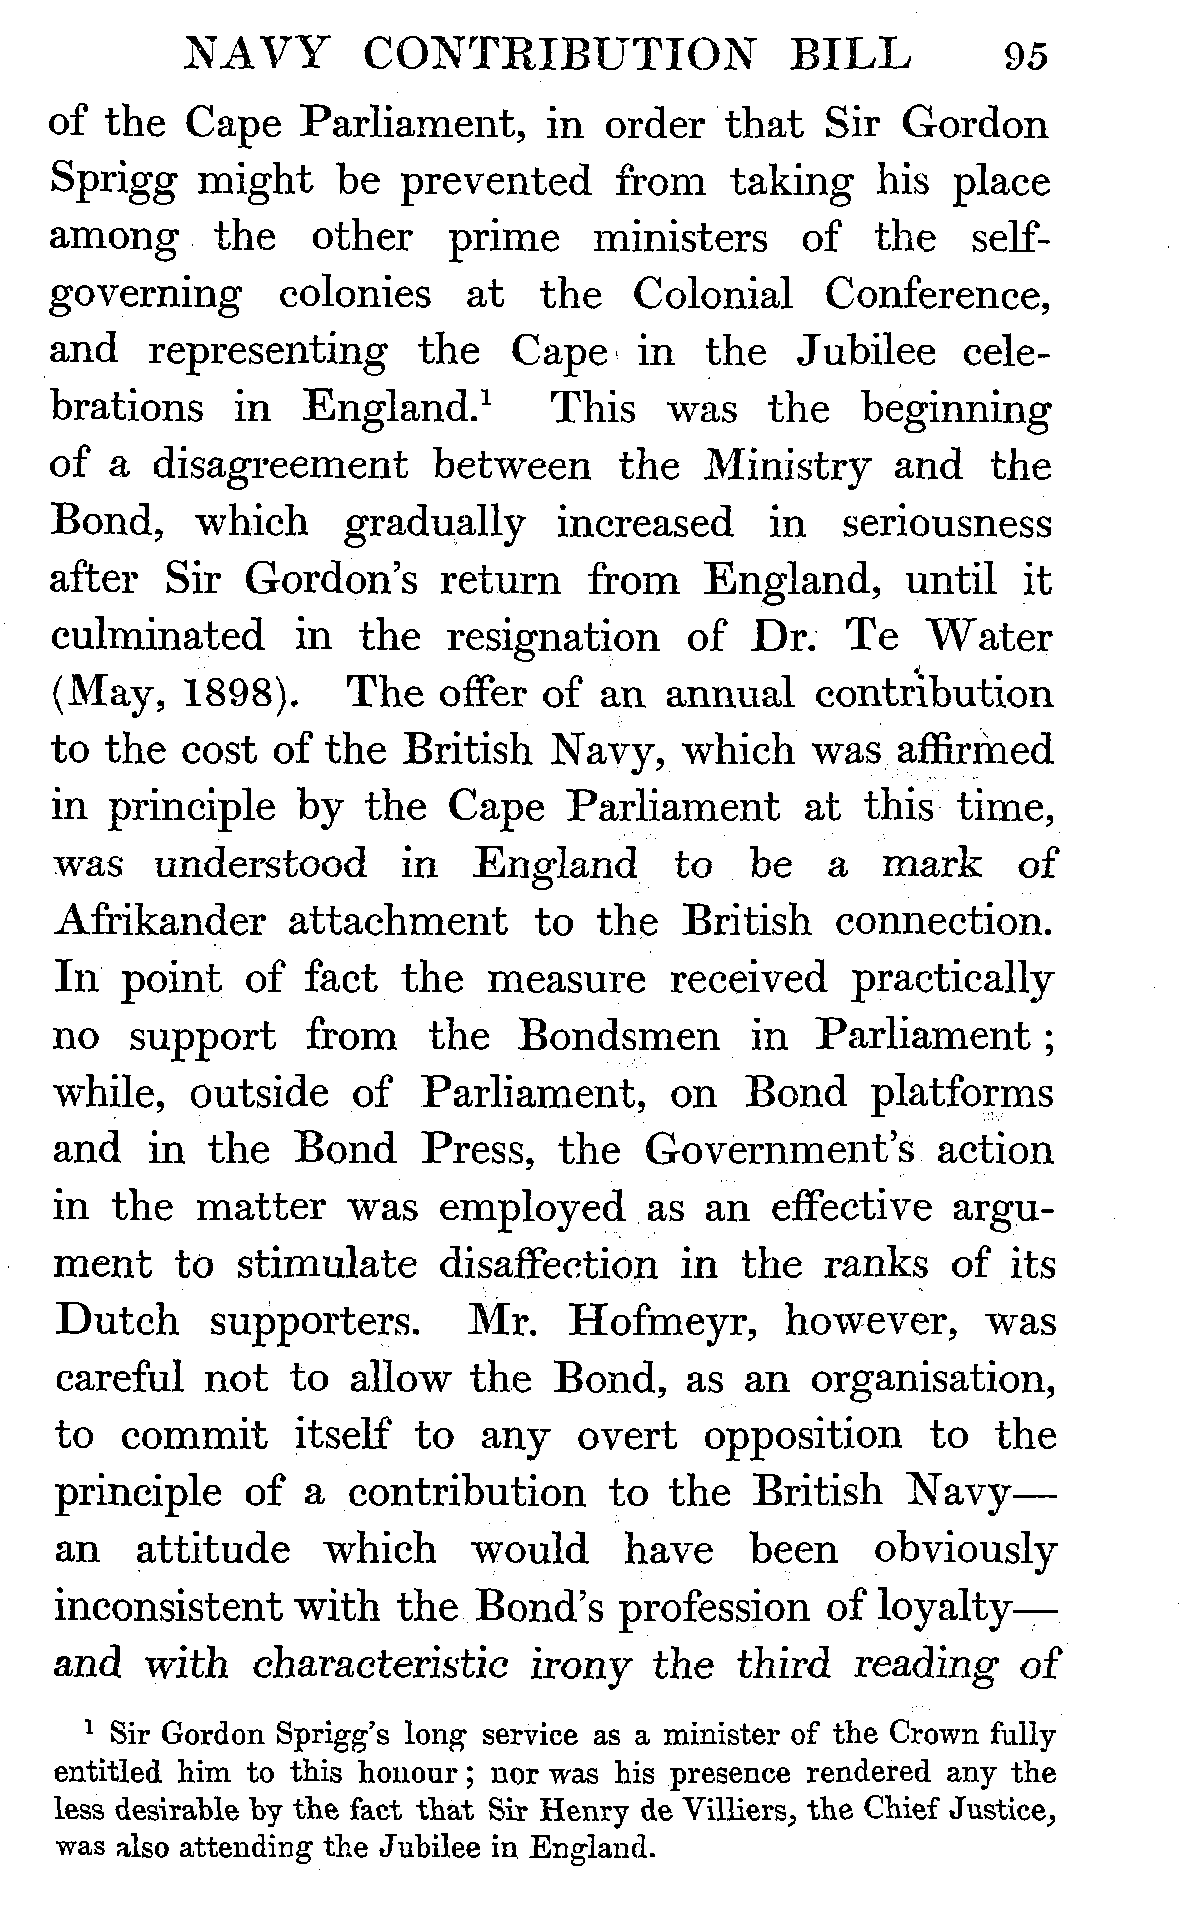 NAVY CONTRIBUTION BILL 95
of the Cape Parliament, in order that Sir Gordon
Sprigg might be prevented from taking his place
among the other prime ministers of the self-
governing colonies at the Colonial Conference,
and representing the Cape in the Jubilee cele-
brations in England.¹ This was the beginning
of a disagreement between the Ministry and the
Bond, which gradually increased in seriousness
after Sir Gordon's return from England, until it
culminated in the resignation of Dr. Te Water
(May, 1898). The offer of an annual contribution
to the cost of the British Navy, which was affirmed
in principle by the Cape Parliament at this time,
was understood in England to be a mark of
Afrikander attachment to the British connection.
In point of fact the measure received practically
no support from the Bondsmen in Parliament ;
while, outside of Parliament, on Bond platforms
and in the Bond Press, the Government's action
in the matter was employed as an effective argu-
ment to stimulate disaffection in the ranks of its
Dutch supporters. Mr. Hofmeyr, however, was
careful not to allow the Bond, as an organisation,
to commit itself to any overt opposition to the
principle of a contribution to the British Navy—
an attitude which would have been obviously
inconsistent with the Bond's profession of loyalty—
and with characteristic irony the third reading of
¹ Sir Gordon Sprigg's long service as a minister of the Crown fully
entitled him to this honour ; nor was his presence rendered any the
less desirable by the fact that Sir Henry de Villiers, the Chief Justice,
was also attending the Jubilee in England.